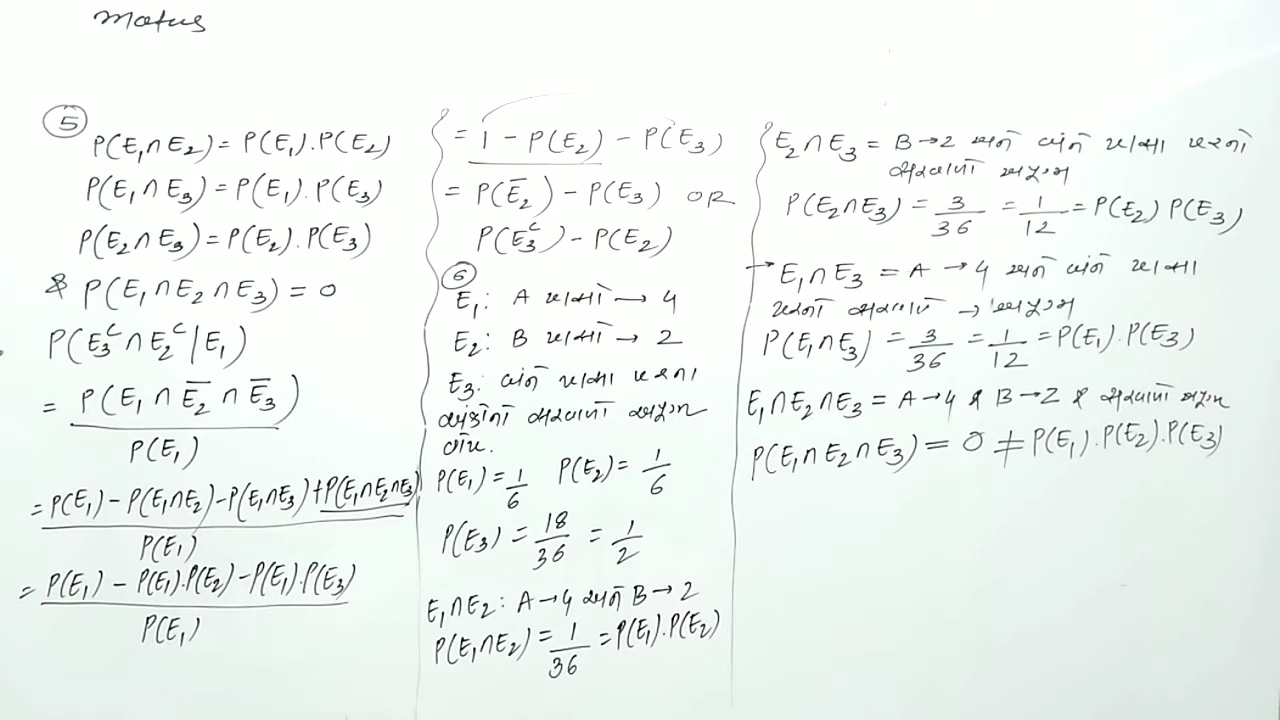 ⑤
P(E₁∩E₂) = P(E₁).P(E₂)
P(E₁∩E₃) = P(E₁).P(E₃)
P(E₂∩E₃) = P(E₂).P(E₃)
& P(E₁∩E₂∩E₃) = 0
P(E₃ᶜ∩E₂ᶜ|E₁)
= P(E₁∩E̅₂∩E̅₃)
P(E₁)
= P(E₁) - P(E₁∩E₂) - P(E₁∩E₃) + P(E₁∩E₂∩E₃)
P(E₁)
= P(E₁) - P(E₁).P(E₂) - P(E₁).P(E₃)
P(E₁)
= 1 - P(E₂) - P(E₃)
= P(E̅₂) - P(E₃) OR
P(E₃ᶜ) - P(E₂)
⑥
E₁: A પાસો → 4
E₂: B પાસો → 2
E₃: બંને પાસા પરના
અંકોનો સરવાળો અયુગ્મ
હોય.
P(E₁) = 1/6 P(E₂) = 1/6
P(E₃) = 18/36 = 1/2
E₁∩E₂: A→4 અને B→2
P(E₁∩E₂) = 1/36 = P(E₁).P(E₂)
E₂∩E₃ = B→2 અને બંને પાસા પરનો
સરવાળો અયુગ્મ
P(E₂∩E₃) = 3/36 = 1/12 = P(E₂) P(E₃)
→ E₁∩E₃ = A → 4 અને બંને પાસા
પરનો સરવાળો → અયુગ્મ
P(E₁∩E₃) = 3/36 = 1/12 = P(E₁).P(E₃)
E₁∩E₂∩E₃ = A→4 & B→2 & સરવાળો અયુગ્મ
P(E₁∩E₂∩E₃) = 0 ≠ P(E₁).P(E₂).P(E₃)